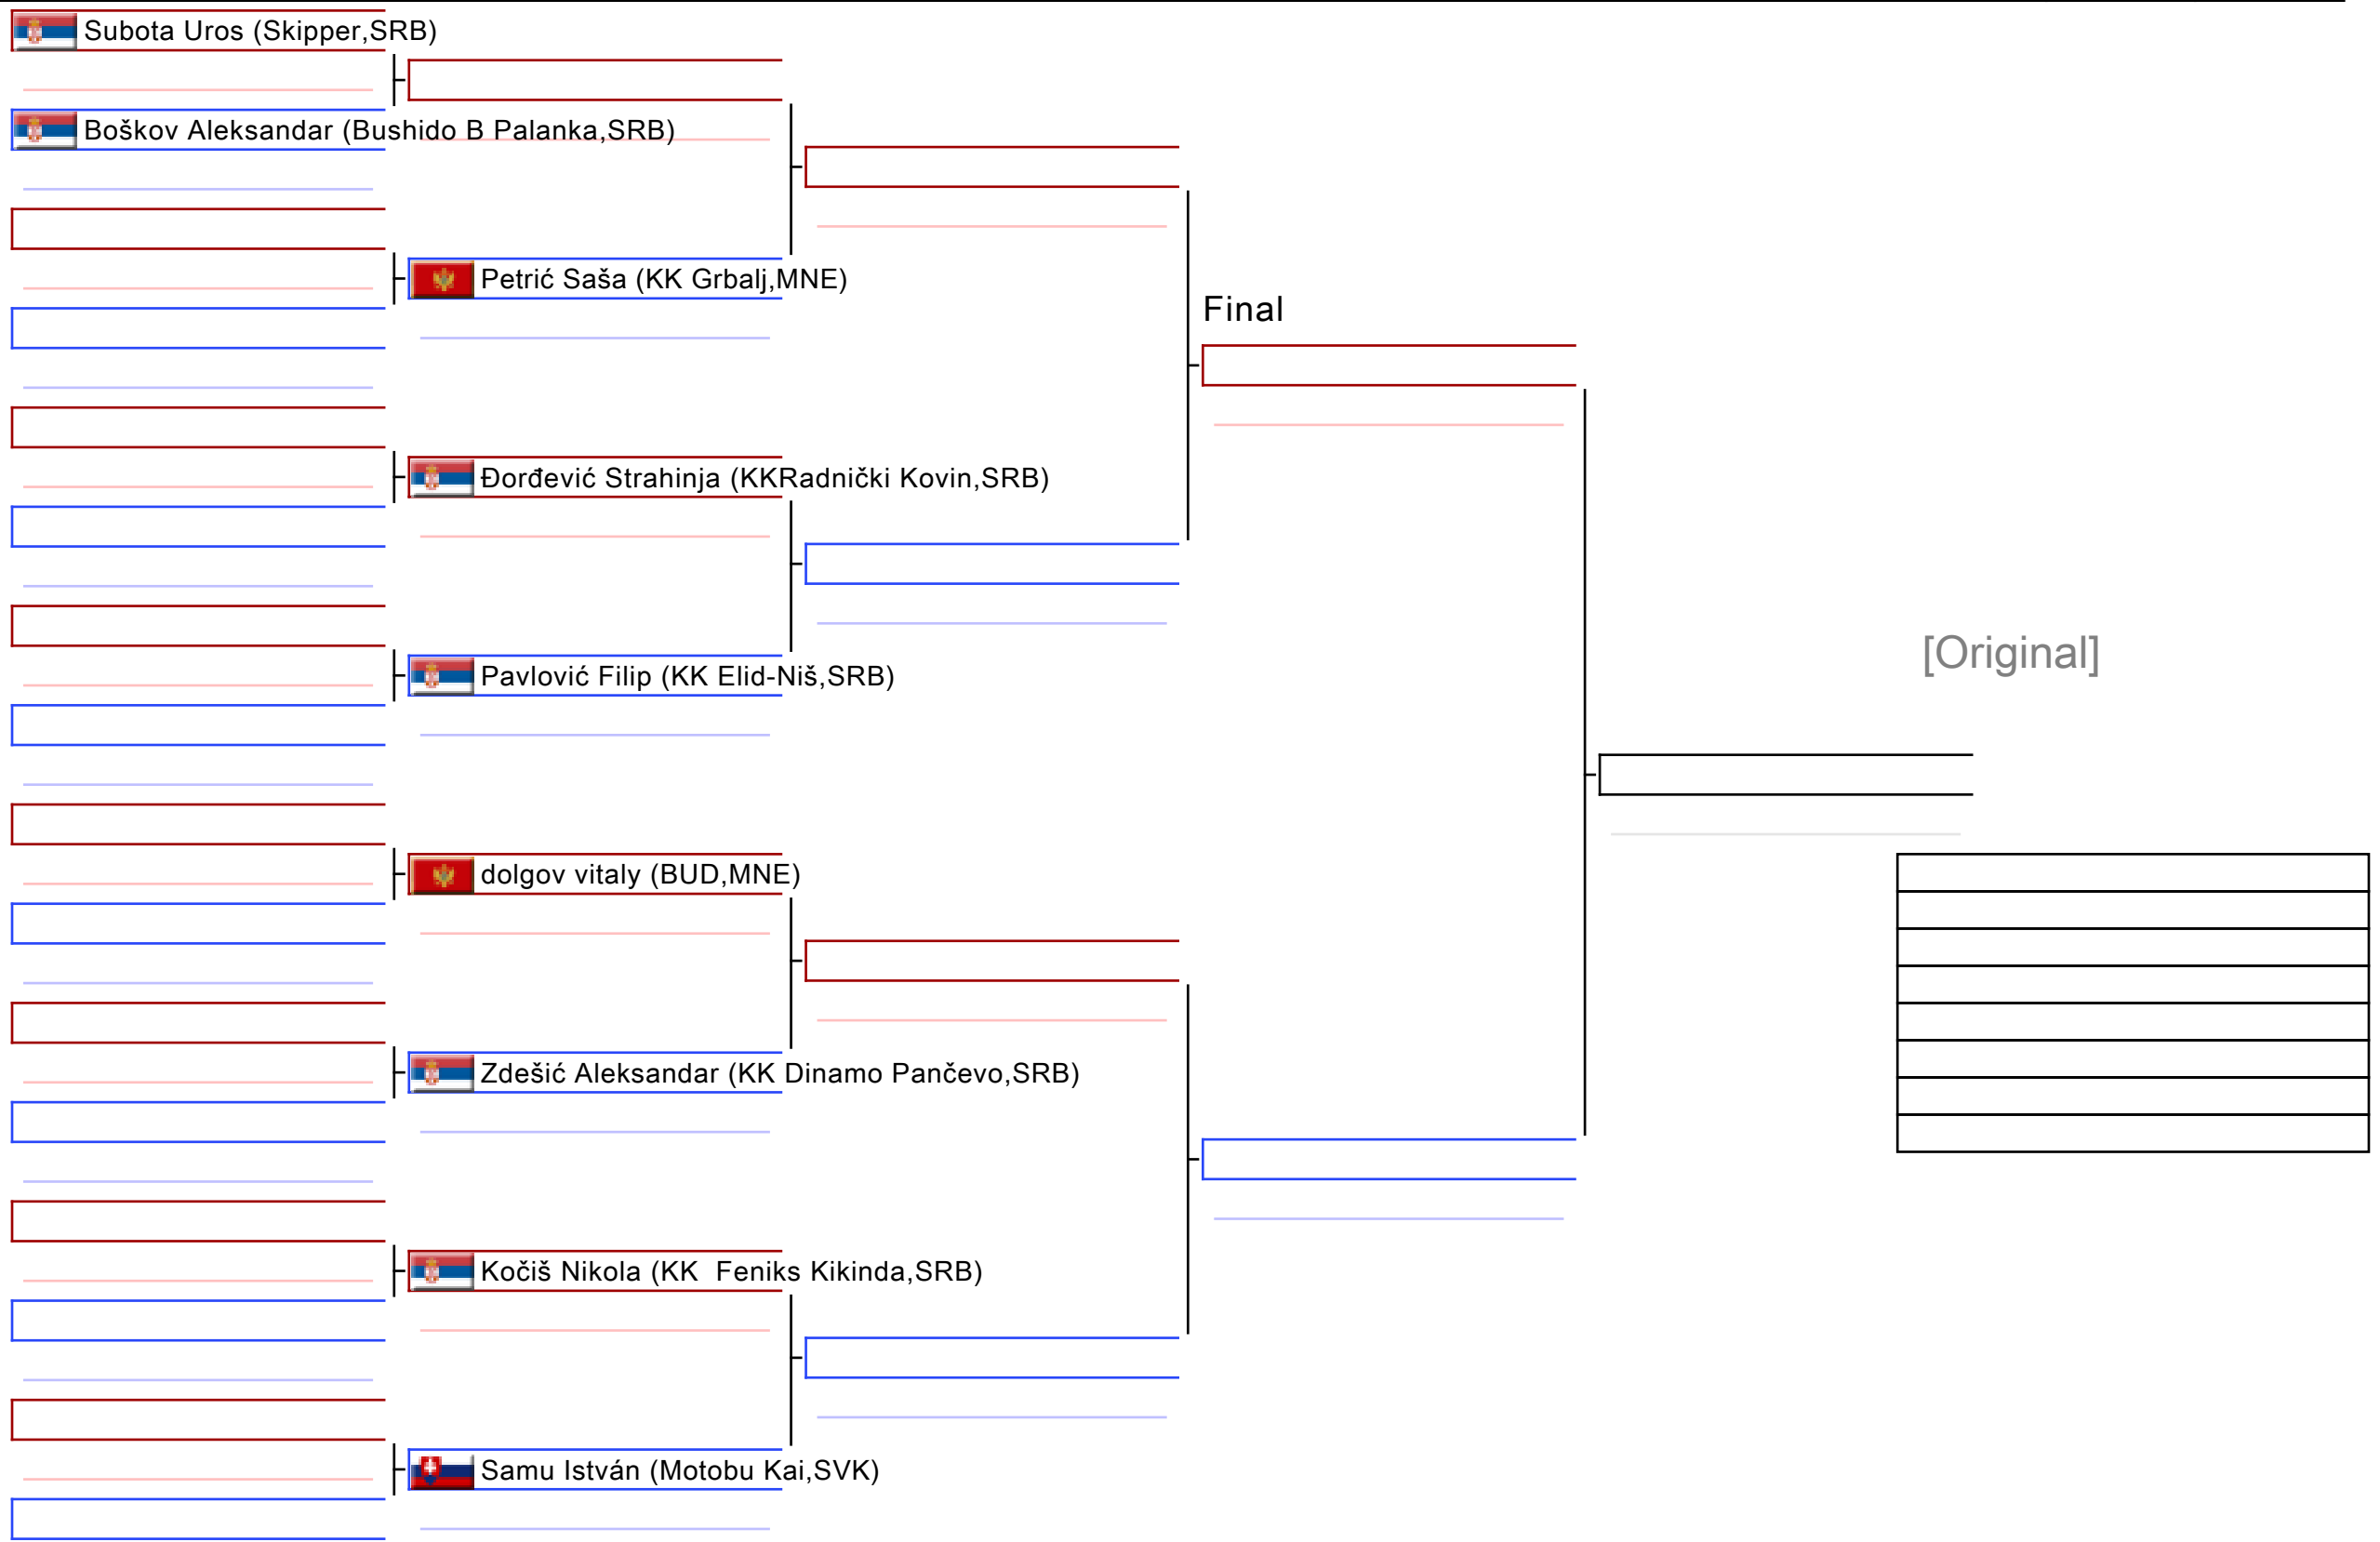 Subota Uros (Skipper,SRB)
Boškov Aleksandar (Bushido B Palanka,SRB)
Petrić Saša (KK Grbalj,MNE)
Final
Đorđević Strahinja (KKRadnički Kovin,SRB)
[Original]
Pavlović Filip (KK Elid-Niš,SRB)
dolgov vitaly (BUD,MNE)
Zdešić Aleksandar (KK Dinamo Pančevo,SRB)
Kočiš Nikola (KK  Feniks Kikinda,SRB)
Samu István (Motobu Kai,SVK)